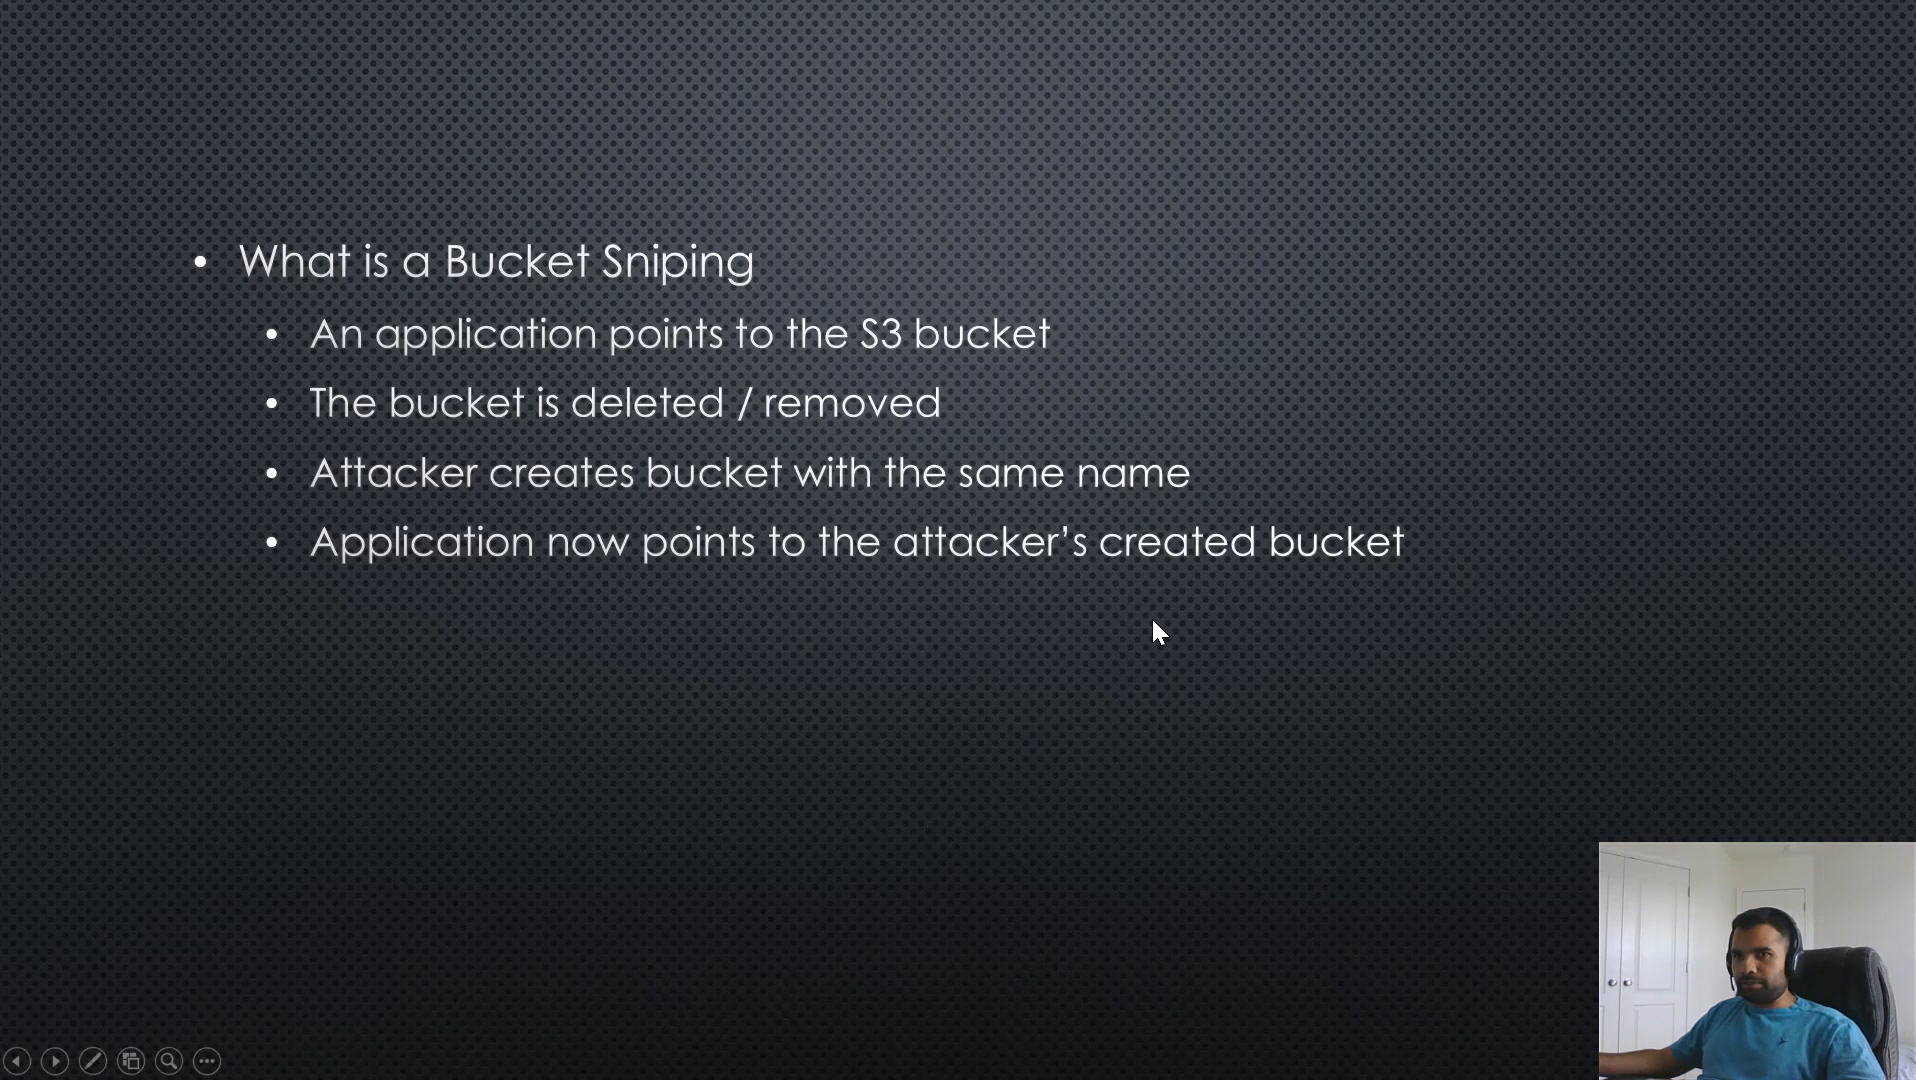 • What is a Bucket Sniping
• An application points to the S3 bucket
• The bucket is deleted / removed
• Attacker creates bucket with the same name
• Application now points to the attacker’s created bucket